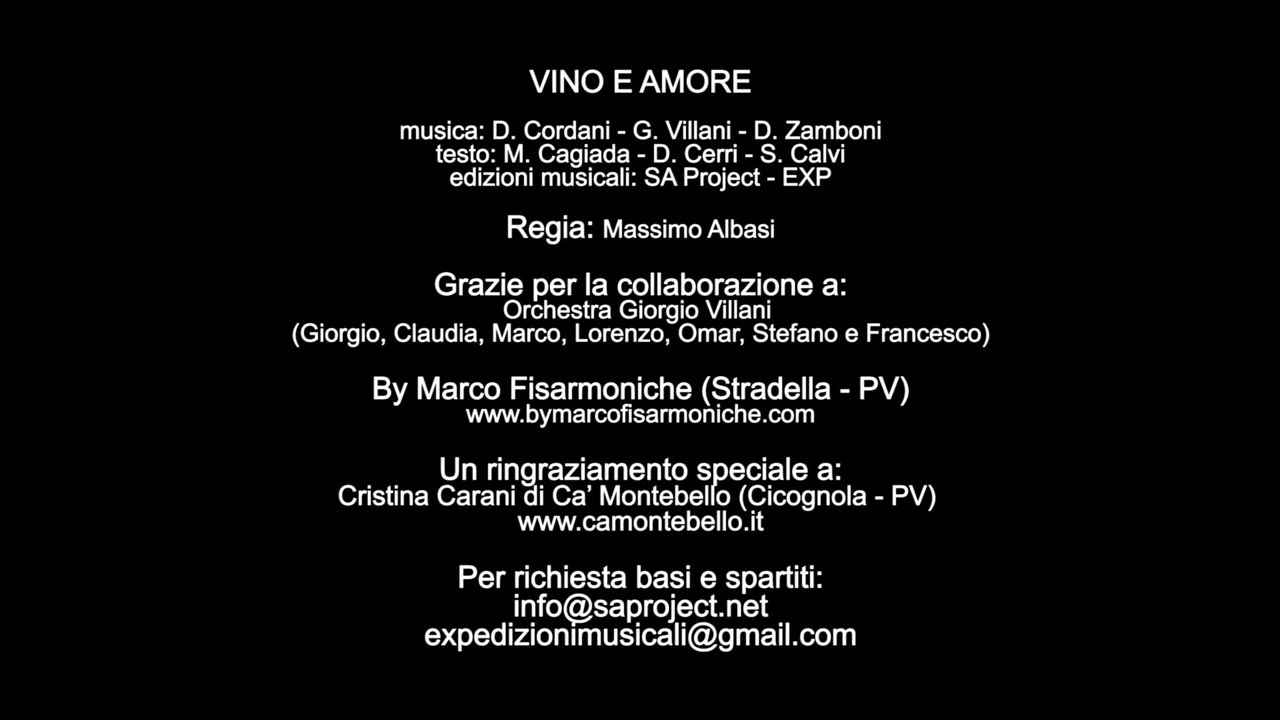 VINO E AMORE
musica: D. Cordani - G. Villani - D. Zamboni
testo: M. Cagiada - D. Cerri - S. Calvi
edizioni musicali: SA Project - EXP
Regia: Massimo Albasi
Grazie per la collaborazione a:
Orchestra Giorgio Villani
(Giorgio, Claudia, Marco, Lorenzo, Omar, Stefano e Francesco)
By Marco Fisarmoniche (Stradella - PV)
www.bymarcofisarmoniche.com
Un ringraziamento speciale a:
Cristina Carani di Ca’ Montebello (Cicognola - PV)
www.camontebello.it
Per richiesta basi e spartiti:
info@saproject.net
expedizionimusicali@gmail.com